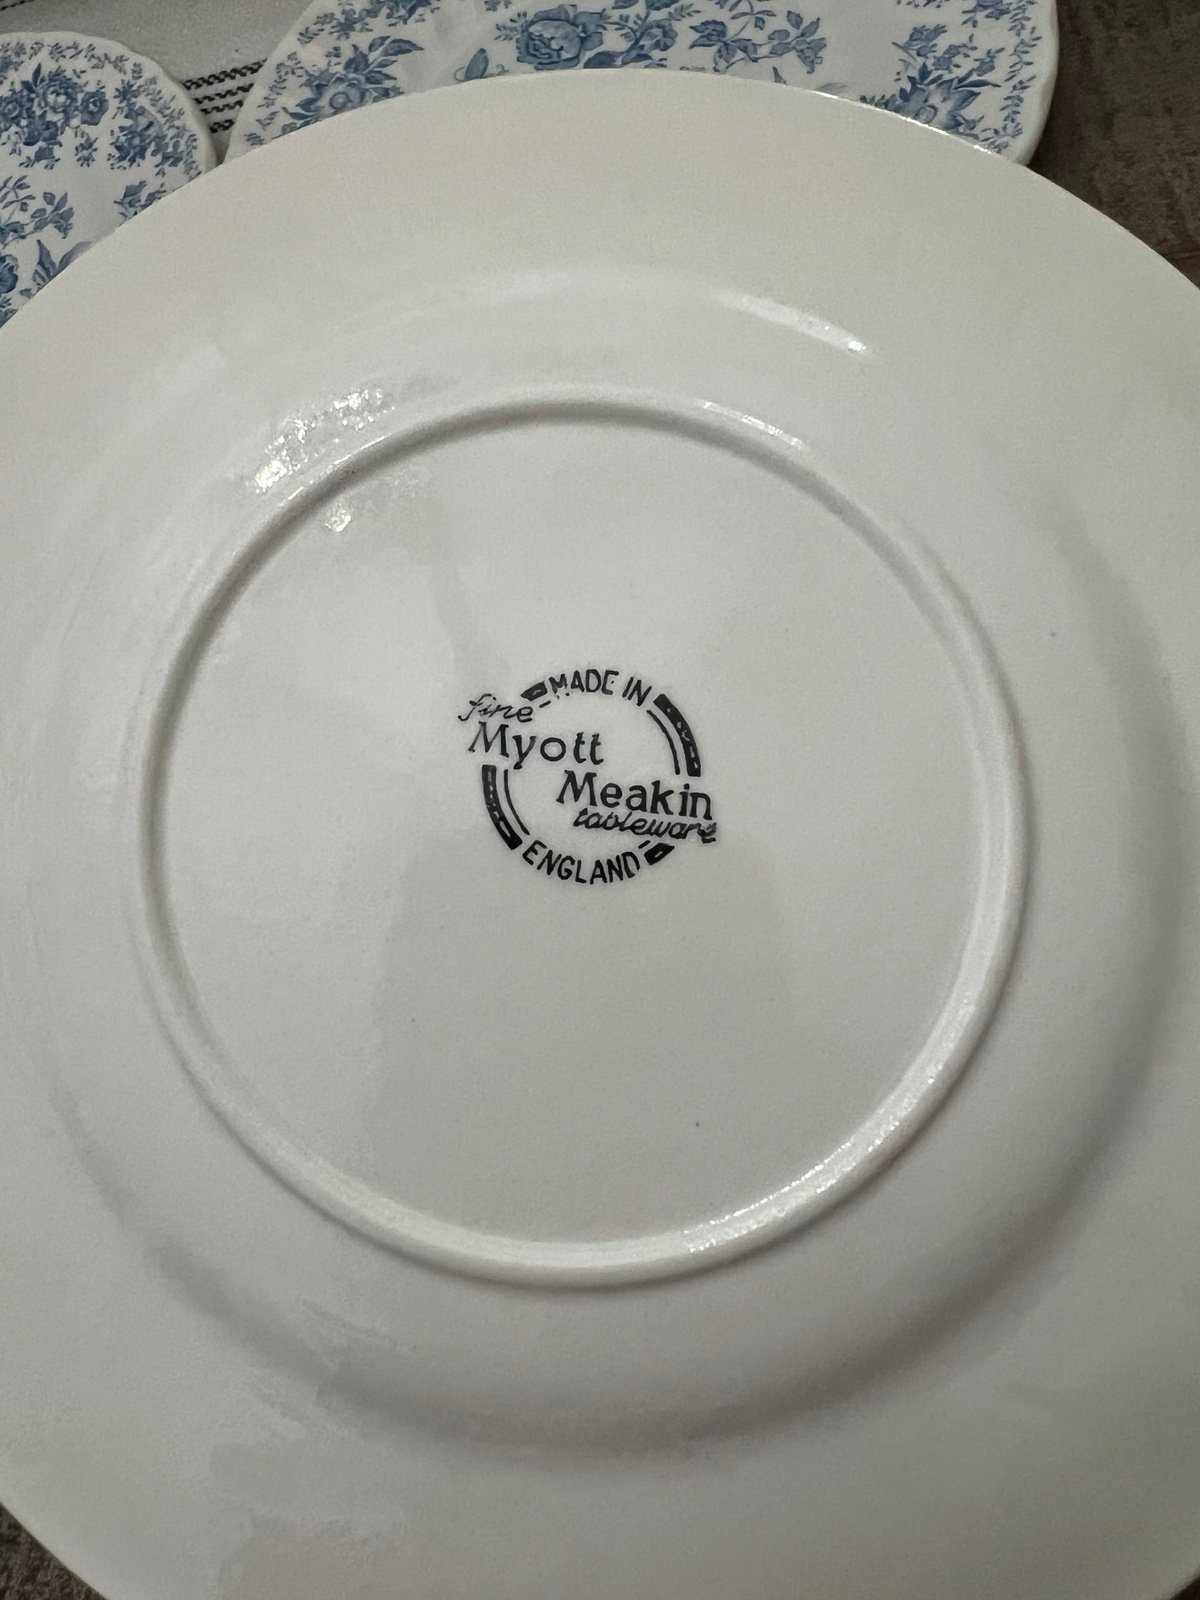 MADE IN
fine
Myott
Meakin
tableware
ENGLAND